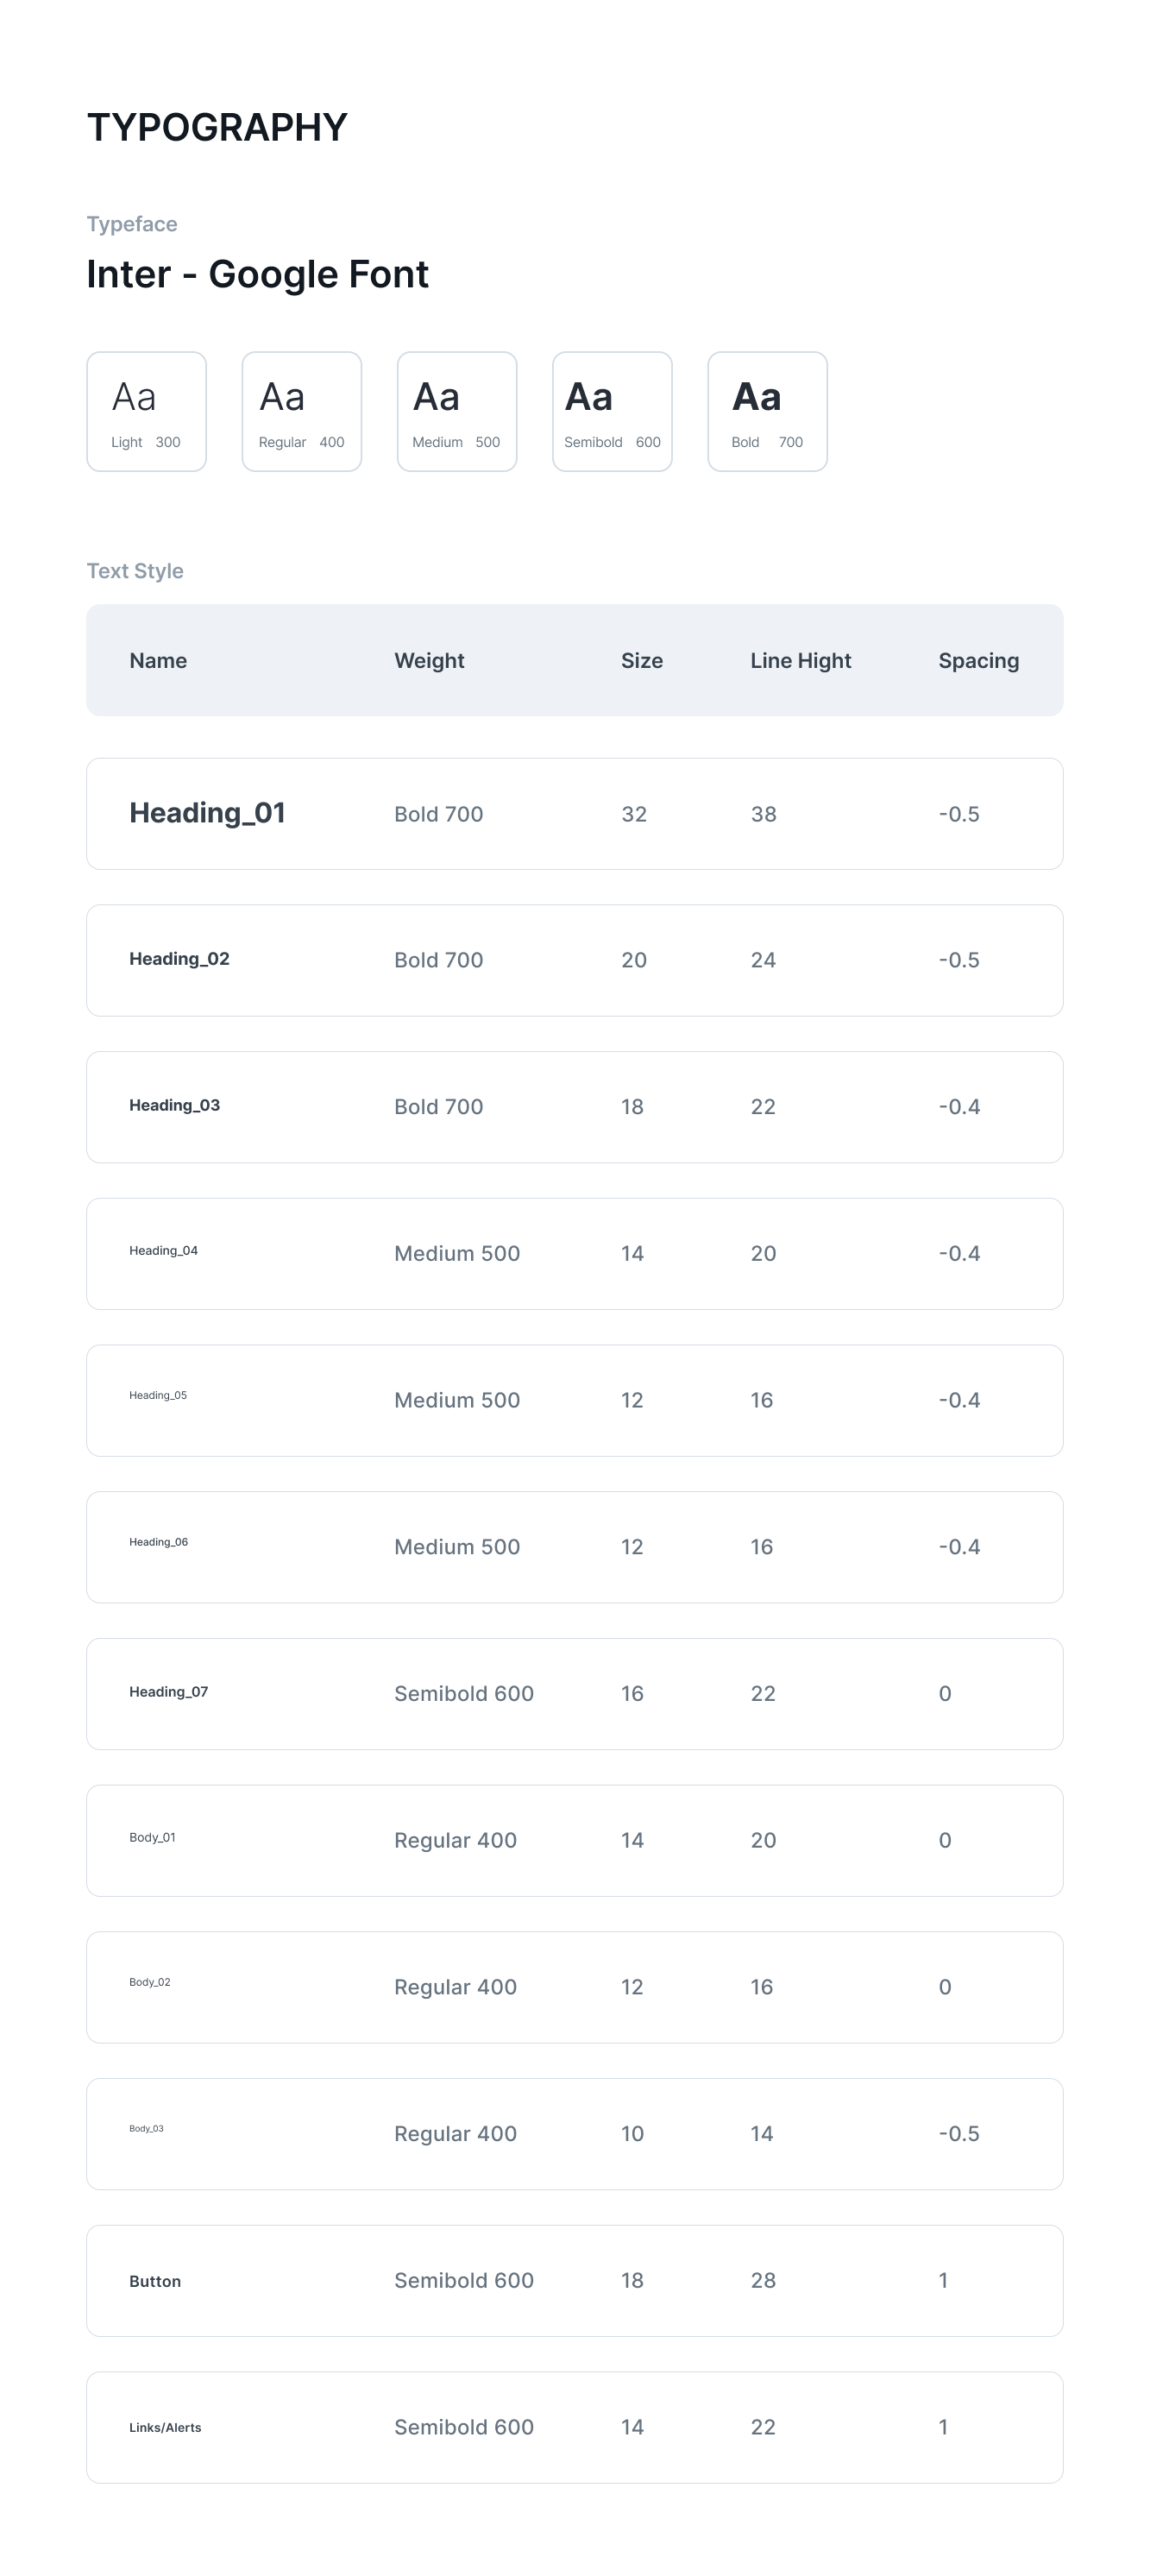 TYPOGRAPHY
Typeface
Inter - Google Font
Aa Aa Aa Aa Aa
Light 300 Regular 400 Medium 500 Semibold 600 Bold 700
Text Style
Name Weight Size Line Hight Spacing
Heading_01 Bold 700 32 38 -0.5
Heading_02 Bold 700 20 24 -0.5
Heading_03 Bold 700 18 22 -0.4
Heading_04 Medium 500 14 20 -0.4
Heading_05 Medium 500 12 16 -0.4
Heading_06 Medium 500 12 16 -0.4
Heading_07 Semibold 600 16 22 0
Body_01 Regular 400 14 20 0
Body_02 Regular 400 12 16 0
Body_03 Regular 400 10 14 -0.5
Button Semibold 600 18 28 1
Links/Alerts Semibold 600 14 22 1